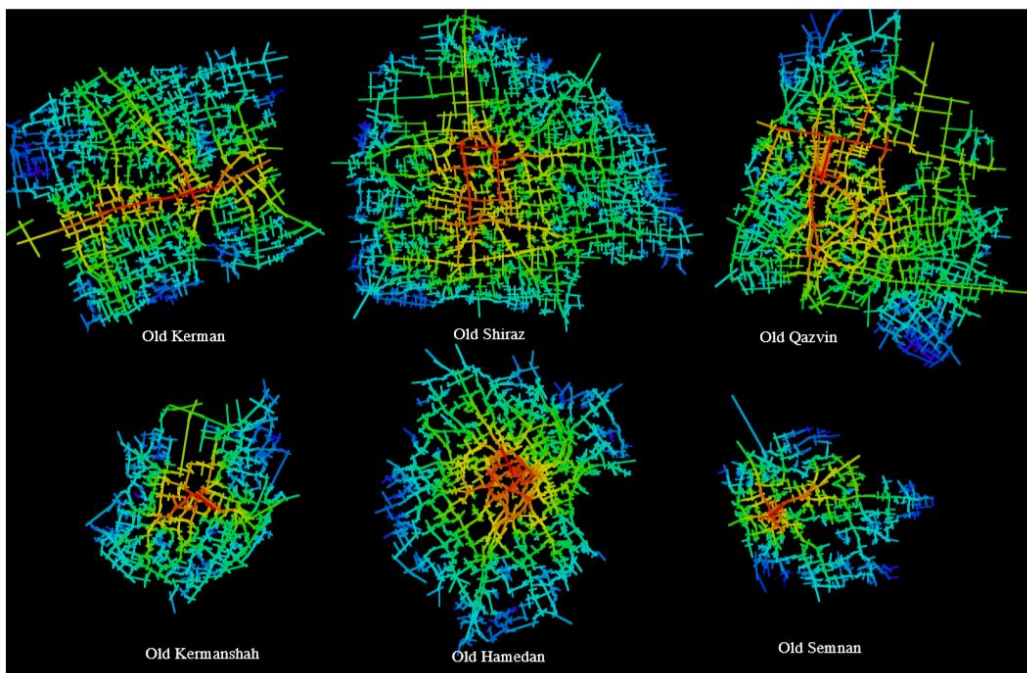 Old Kerman
Old Shiraz
Old Qazvin
Old Kermanshah
Old Hamedan
Old Semnan